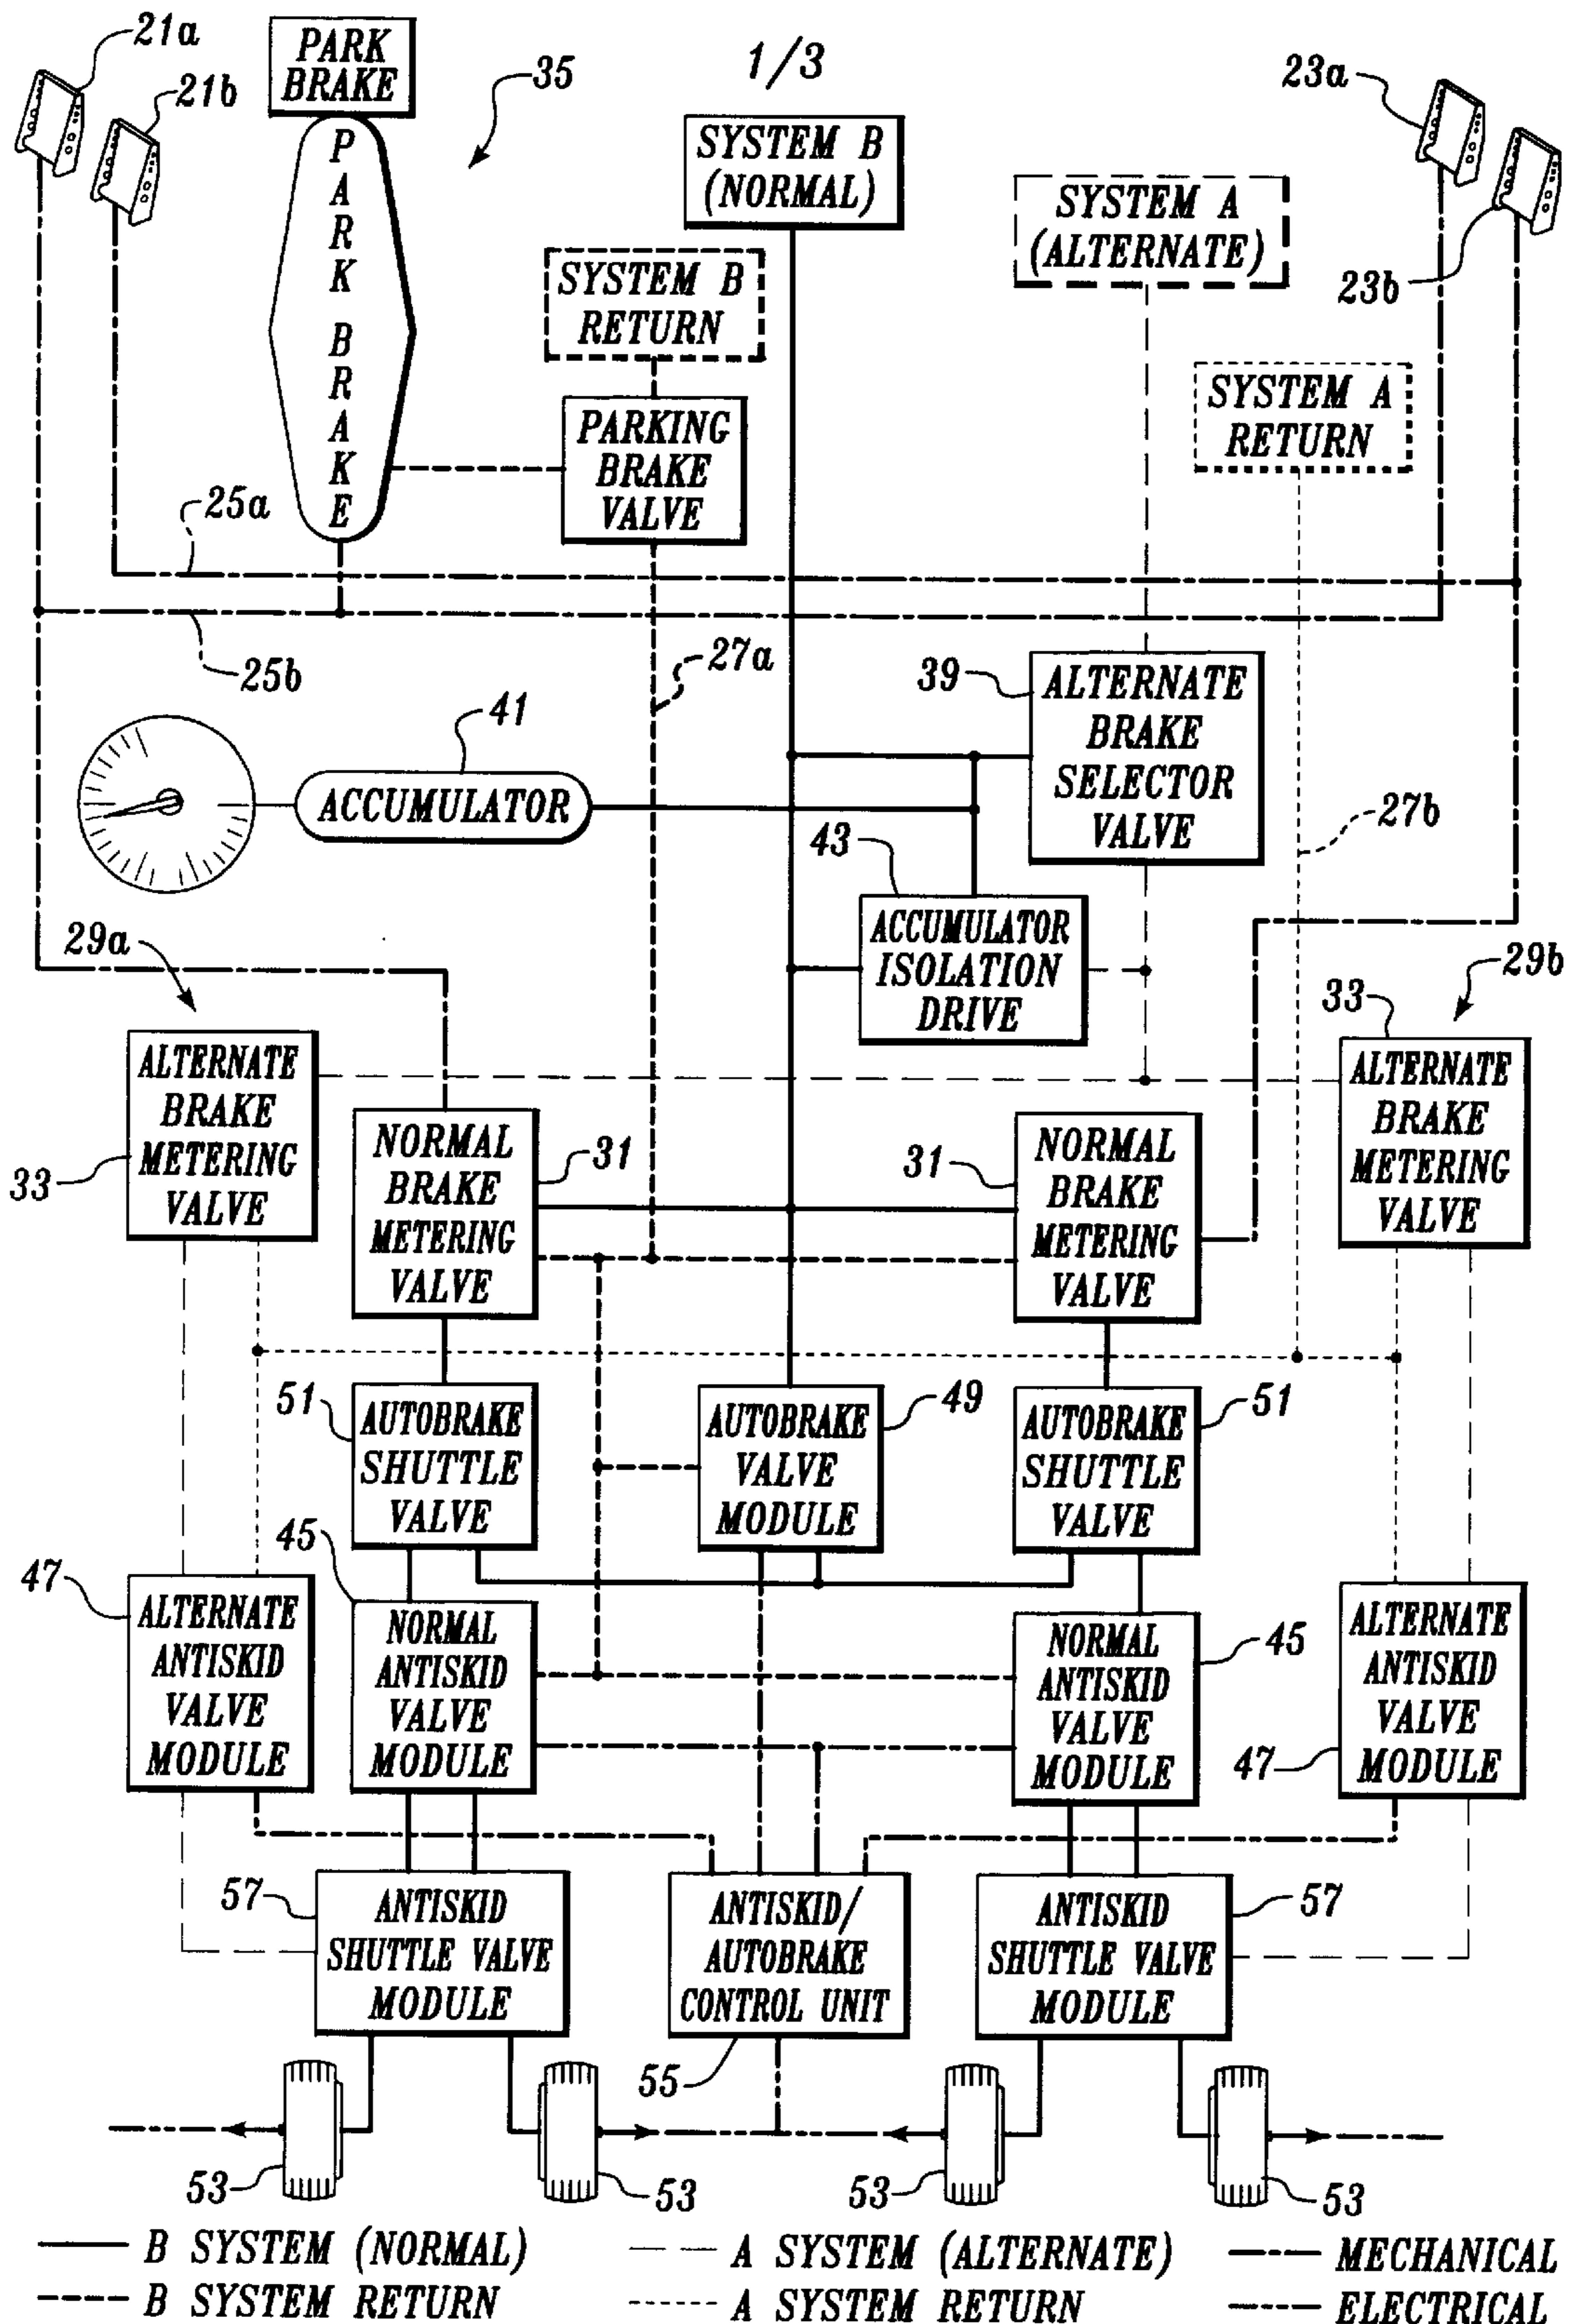 21a
21b
PARK
BRAKE
35
1/3
23a
23b
PARK BRAKE
SYSTEM B
(NORMAL)
SYSTEM A
(ALTERNATE)
SYSTEM B
RETURN
SYSTEM A
RETURN
PARKING
BRAKE
VALVE
25a
25b
27a
39
ALTERNATE
BRAKE
SELECTOR
VALVE
41
ACCUMULATOR
27b
43
ACCUMULATOR
ISOLATION
DRIVE
29a
29b
33
ALTERNATE
BRAKE
METERING
VALVE
33
NORMAL
BRAKE
METERING
VALVE
31
31
NORMAL
BRAKE
METERING
VALVE
ALTERNATE
BRAKE
METERING
VALVE
51
AUTOBRAKE
SHUTTLE
VALVE
AUTOBRAKE
VALVE
MODULE
49
AUTOBRAKE
SHUTTLE
VALVE
51
45
47
ALTERNATE
ANTISKID
VALVE
MODULE
NORMAL
ANTISKID
VALVE
MODULE
NORMAL
ANTISKID
VALVE
MODULE
45
ALTERNATE
ANTISKID
VALVE
MODULE
47
57
ANTISKID
SHUTTLE VALVE
MODULE
ANTISKID/
AUTOBRAKE
CONTROL UNIT
55
ANTISKID
SHUTTLE VALVE
MODULE
57
53
53
53
53
B SYSTEM (NORMAL)
A SYSTEM (ALTERNATE)
MECHANICAL
B SYSTEM RETURN
A SYSTEM RETURN
ELECTRICAL